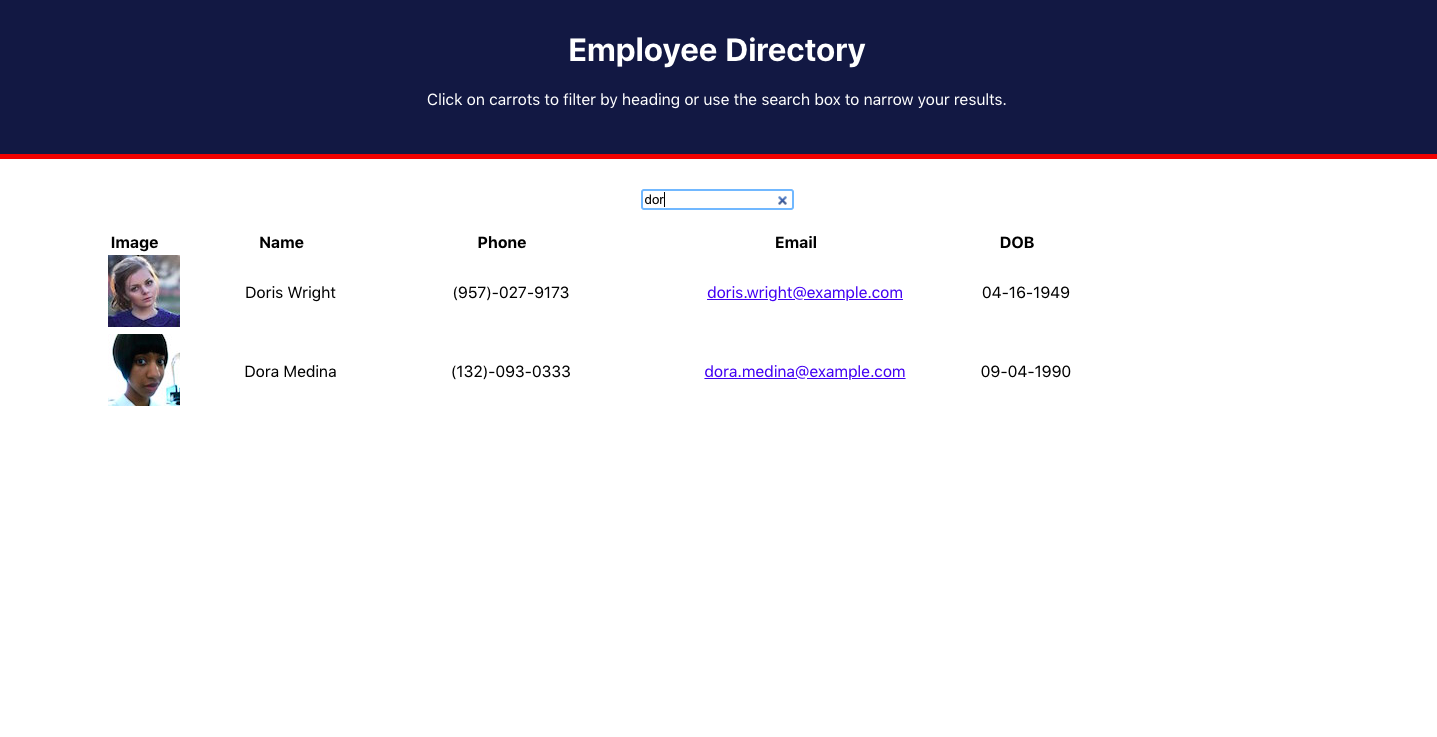 Employee Directory
Click on carrots to filter by heading or use the search box to narrow your results.
dor
Image Name Phone Email DOB
Doris Wright (957)-027-9173 doris.wright@example.com 04-16-1949
Dora Medina (132)-093-0333 dora.medina@example.com 09-04-1990